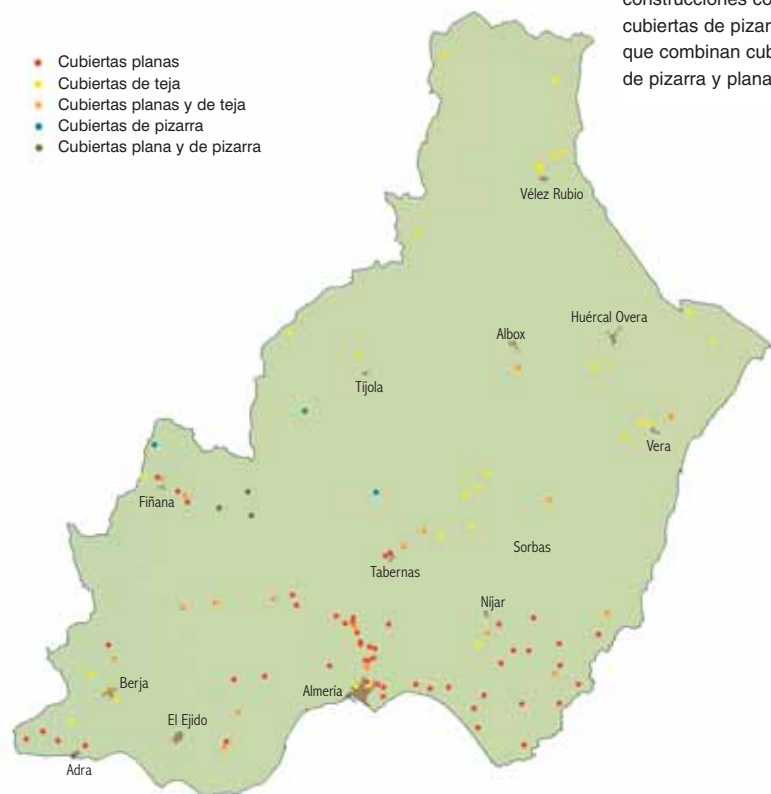 construcciones co
cubiertas de pizar
que combinan cub
de pizarra y plana
Cubiertas planas
Cubiertas de teja
Cubiertas planas y de teja
Cubiertas de pizarra
Cubiertas plana y de pizarra
Vélez Rubio
Huércal Overa
Albox
Tíjola
Vera
Fiñana
Sorbas
Tabernas
Níjar
Berja
Almería
El Ejido
Adra